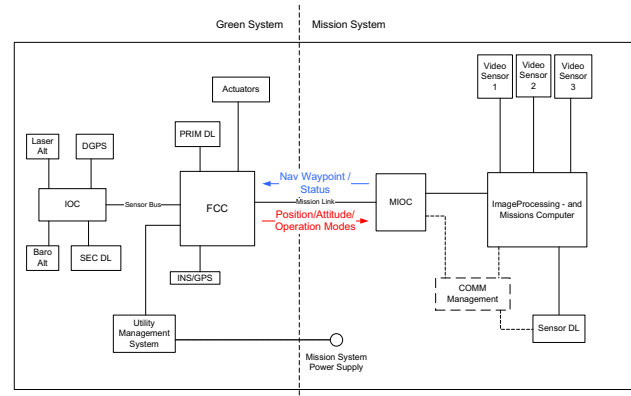 Green System
Mission System
Video
Sensor
1
Video
Sensor
2
Video
Sensor
3
Actuators
Laser
Alt
DGPS
PRIM DL
Nav Waypoint /
Status
IOC
Sensor Bus
FCC
Mission Link
MIOC
ImageProcessing - and
Missions Computer
Position/Attitude/
Operation Modes
Baro
Alt
SEC DL
INS/GPS
COMM
Management
Utility
Management
System
Sensor DL
Mission System
Power Supply